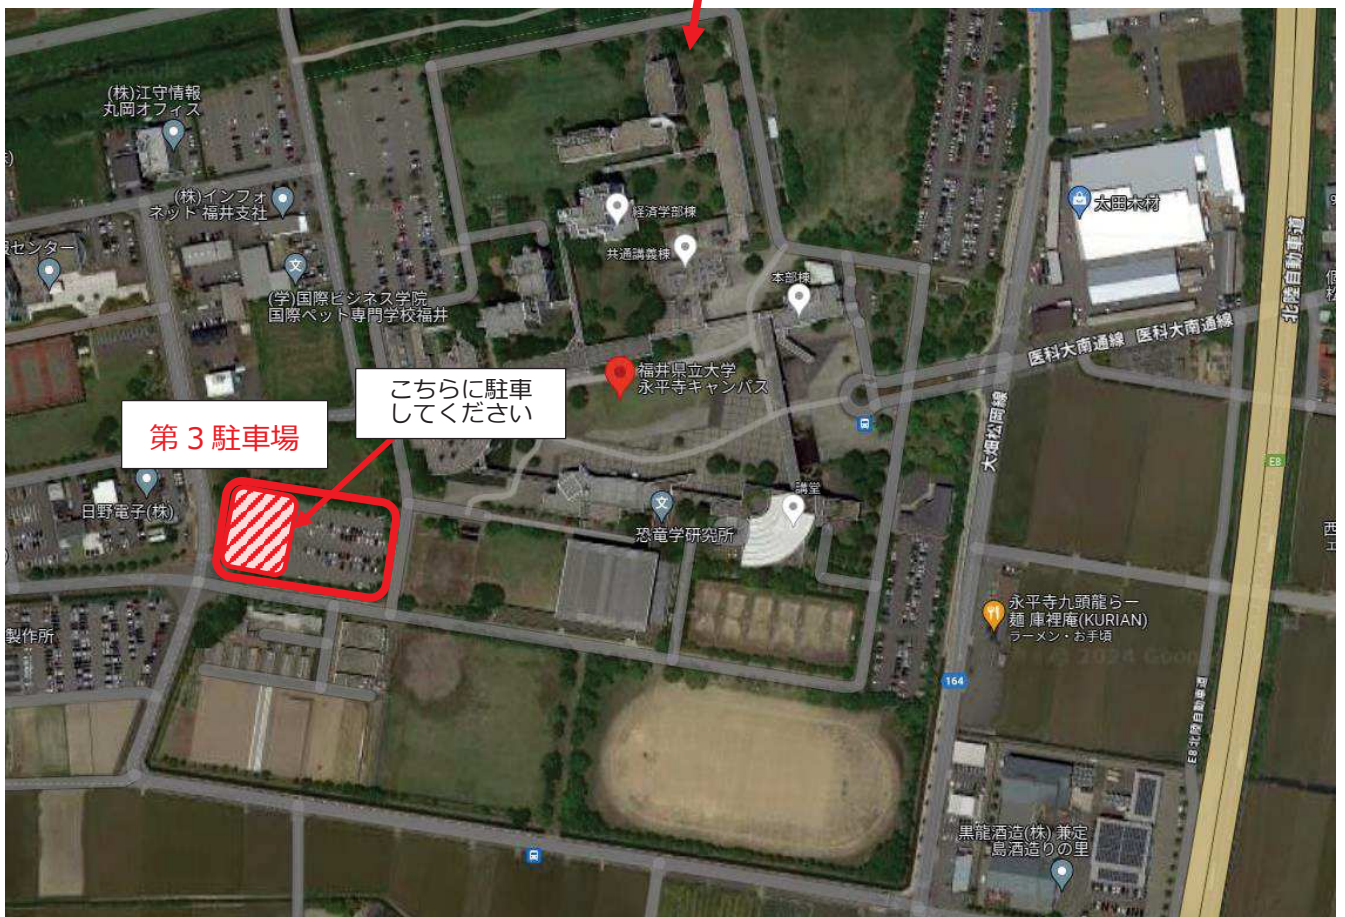 (株)江守情報
丸岡オフィス
(株)インフォ
ネット 福井支社
センター
(学)国際ビジネス学院
国際ペット専門学校福井
経済学部棟
共通講義棟
本部棟
太田木材
北陸自動車道
医科大南通線 医科大南通線
福井県立大学
永平寺キャンパス
こちらに駐車
してください
第3駐車場
大畑松岡線
E8
日野電子(株)
講堂
恐竜学研究所
永平寺九頭龍らー
麺 庫裡庵(KURIAN)
ラーメン・お手頃
製作所
164
E8 北陸自動車道
黒龍酒造(株) 兼定
島酒造りの里